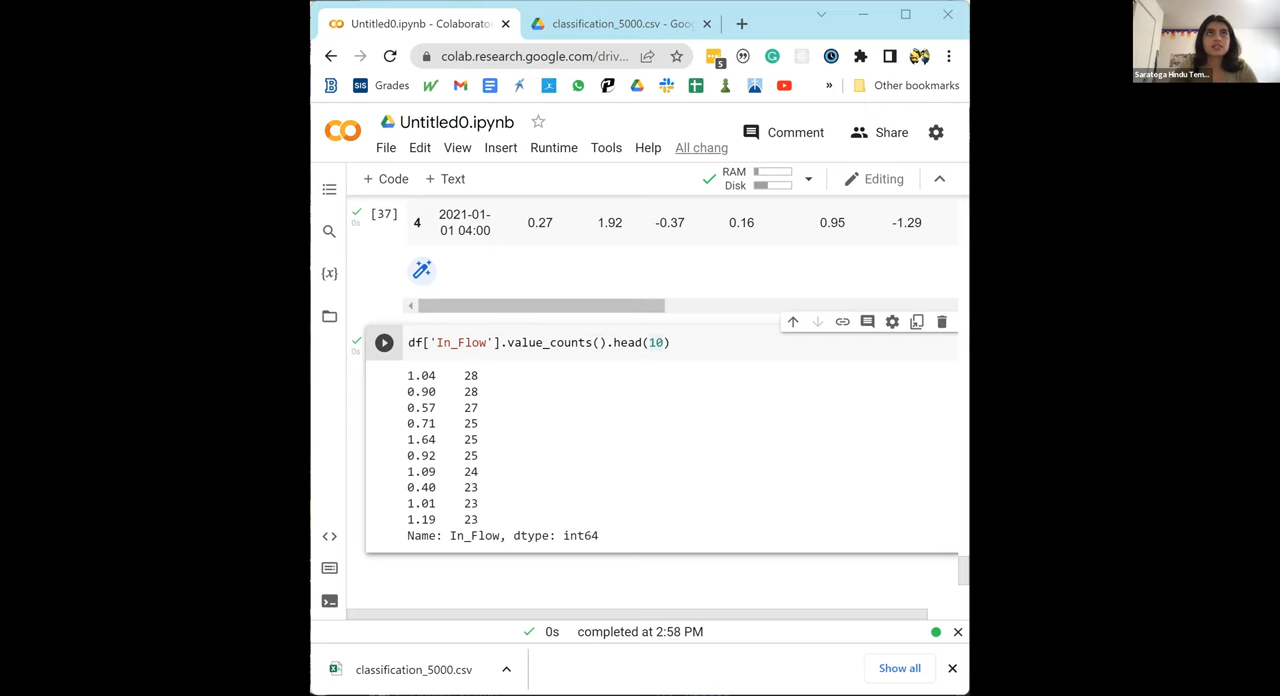 Untitled0.ipynb - Colaborato
classification_5000.csv - Goo
Saratoga Hindu Tem...
colab.research.google.com/driv...
5
SIS Grades
» Other bookmarks
Untitled0.ipynb
Comment Share
File Edit View Insert Runtime Tools Help All chang
+ Code + Text
RAM
Disk
Editing
[37]
0s
4 2021-01-01 04:00 0.27 1.92 -0.37 0.16 0.95 -1.29
{x}
0s
df['In_Flow'].value_counts().head(10)
1.04 28
0.90 28
0.57 27
0.71 25
1.64 25
0.92 25
1.09 24
0.40 23
1.01 23
1.19 23
Name: In_Flow, dtype: int64
0s completed at 2:58 PM
classification_5000.csv
Show all